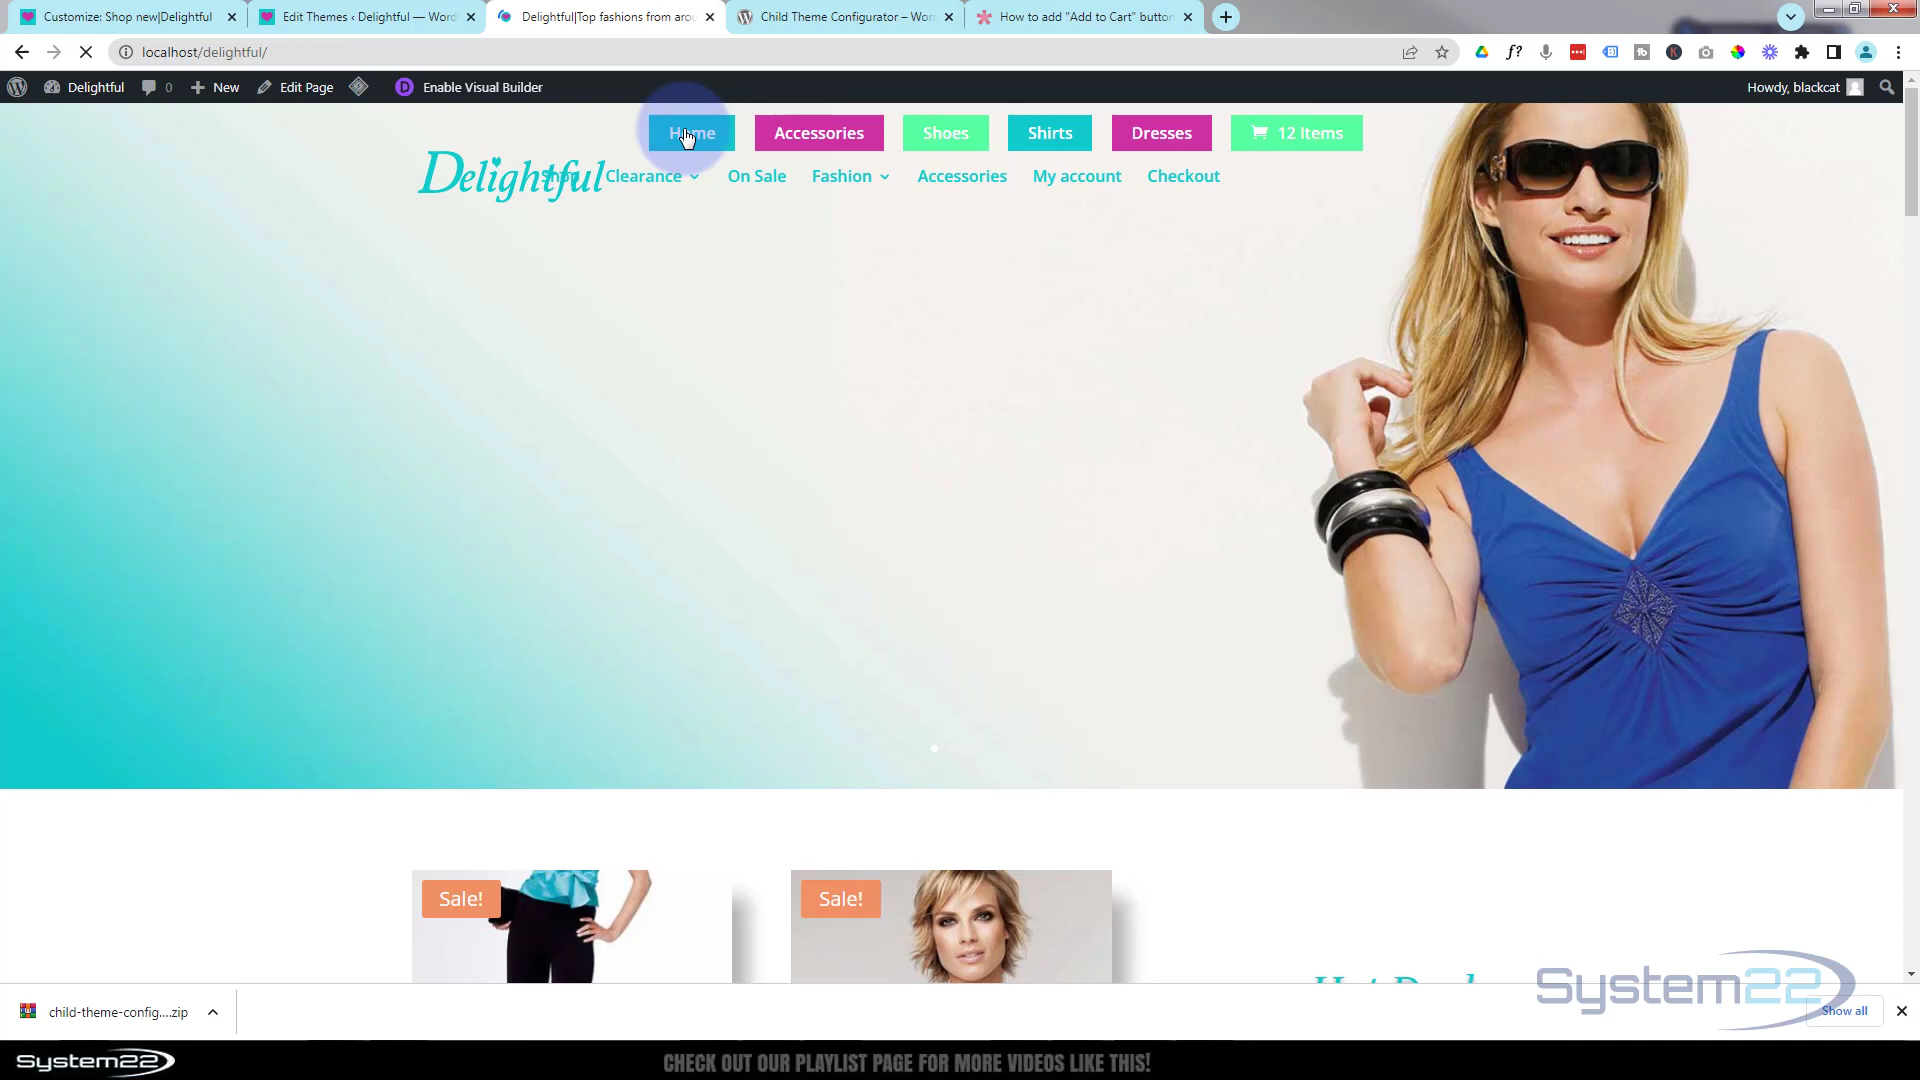 Customize: Shop new|Delightful
Edit Themes ‹ Delightful — Word
Delightful|Top fashions from arou
Child Theme Configurator – Word
How to add "Add to Cart" button
localhost/delightful/
Delightful
0
New
Edit Page
D
Enable Visual Builder
Howdy, blackcat
Home
Accessories
Shoes
Shirts
Dresses
12 Items
Delightful
Shop
Clearance
On Sale
Fashion
Accessories
My account
Checkout
Sale!
Sale!
child-theme-config....zip
System22
Show all
System22
CHECK OUT OUR PLAYLIST PAGE FOR MORE VIDEOS LIKE THIS!